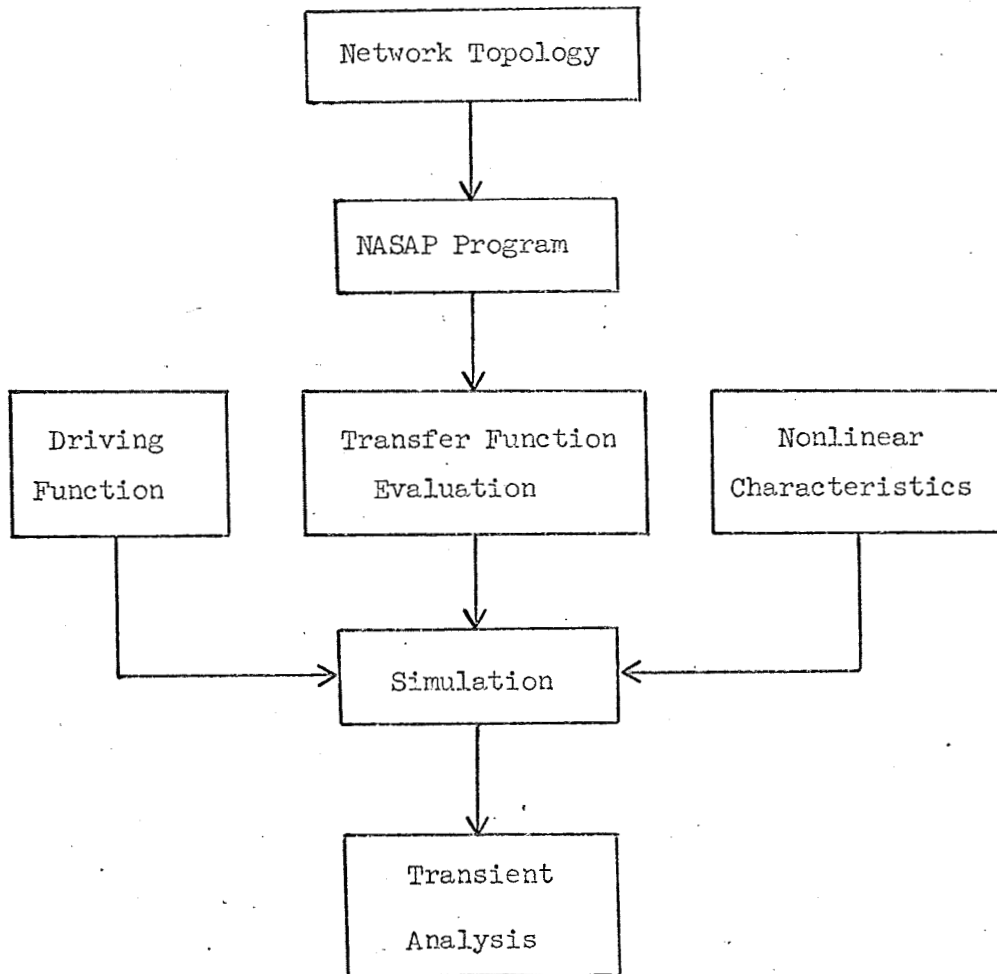 Network Topology
NASAP Program
Driving
Function
Transfer Function
Evaluation
Nonlinear
Characteristics
Simulation
Transient
Analysis